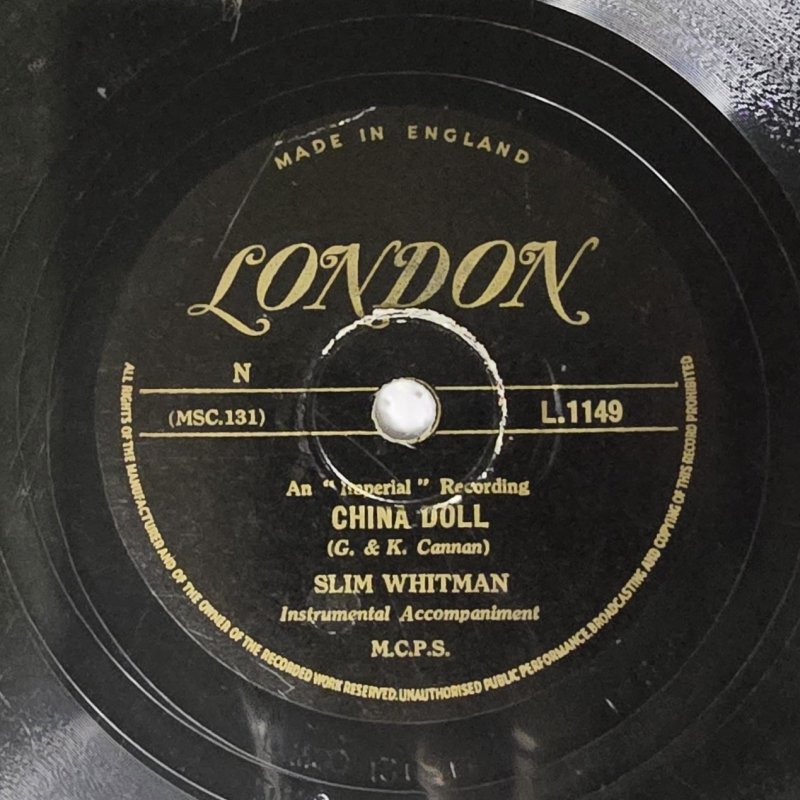 MADE IN ENGLAND
LONDON
N
(MSC.131)
L.1149
An "Imperial" Recording
CHINA DOLL
(G. & K. Cannan)
SLIM WHITMAN
Instrumental Accompaniment
M.C.P.S.
ALL RIGHTS OF THE MANUFACTURER AND OF THE OWNER OF THE RECORDED WORK RESERVED. UNAUTHORISED PUBLIC PERFORMANCE, BROADCASTING AND COPYING OF THIS RECORD PROHIBITED